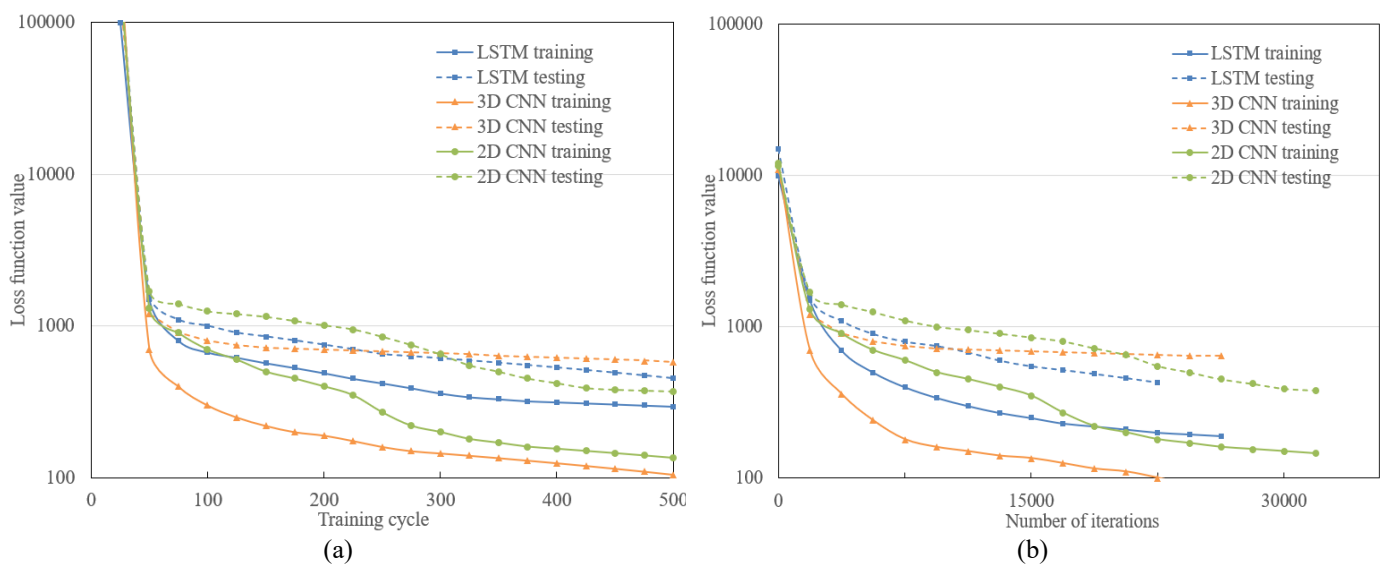 100000
10000
1000
100
Loss function value
0
100
200
300
400
500
Training cycle
LSTM training
LSTM testing
3D CNN training
3D CNN testing
2D CNN training
2D CNN testing
(a)
100000
10000
1000
100
Loss function value
0
15000
30000
Number of iterations
LSTM training
LSTM testing
3D CNN training
3D CNN testing
2D CNN training
2D CNN testing
(b)